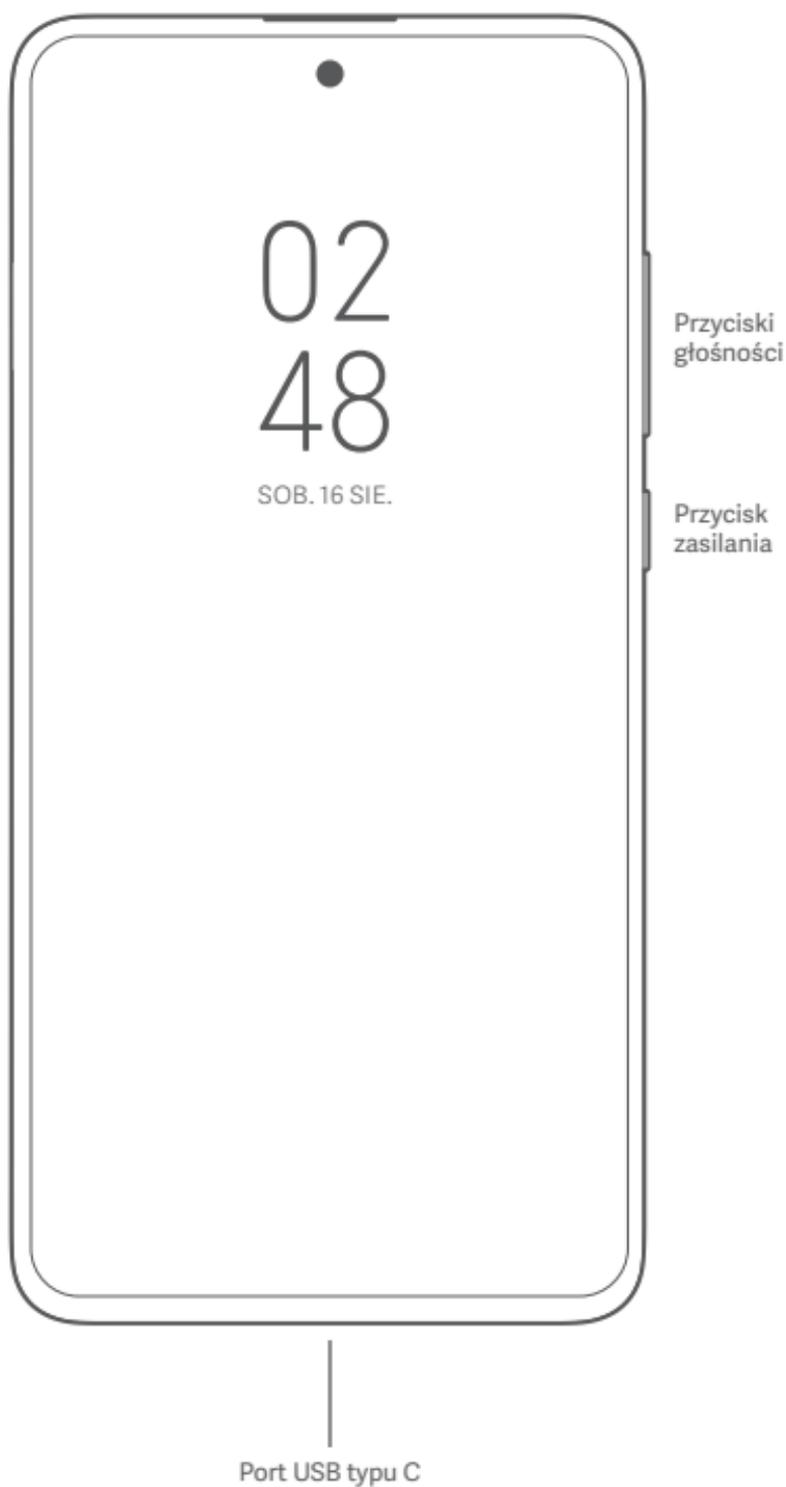 02
48
SOB. 16 SIE.
Przyciski
głośności
Przycisk
zasilania
Port USB typu C